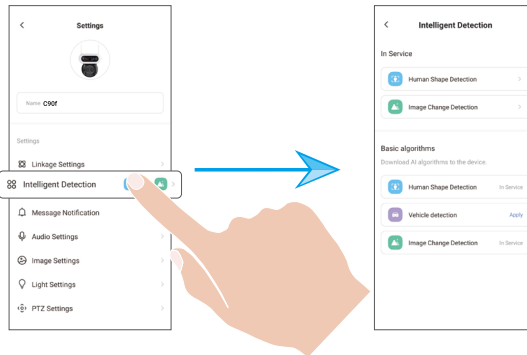 Settings
Name C90f
Settings
Linkage Settings
Intelligent Detection
Message Notification
Audio Settings
Image Settings
Light Settings
PTZ Settings
Intelligent Detection
In Service
Human Shape Detection
Image Change Detection
Basic algorithms
Download AI algorithms to the device
Human Shape Detection In Service
Vehicle detection Apply
Image Change Detection In Service